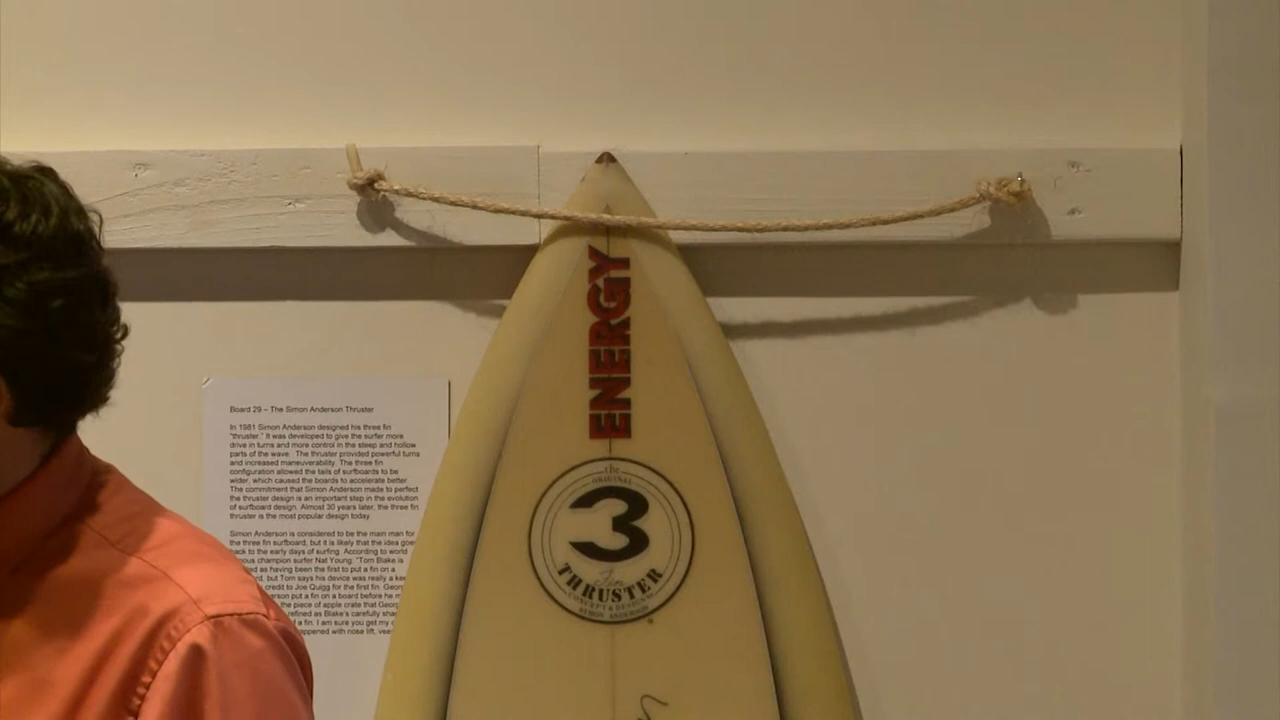 Board 29 – The Simon Anderson Thruster
In 1981 Simon Anderson designed his three fin
"thruster." It was developed to give the surfer more
drive in turns and more control in the steep and hollow
parts of the wave. The thruster provided powerful turns
and increased maneuverability. The three fin
configuration allowed the tails of surfboards to be
wider, which caused the boards to accelerate better
The commitment that Simon Anderson made to perfect
the thruster design is an important step in the evolution
of surfboard design. Almost 30 years later, the three fin
thruster is the most popular design today
Simon Anderson is considered to be the main man for
the three fin surfboard, but it is likely that the idea goes
back to the early days of surfing. According to world
champion surfer Nat Young: "Tom Blake is
as having been the first to put a fin on a
but Tom says his device was really a
credit to Joe Quigg for the first fin.
put a fin on a board before he
the piece of apple crate that
refined as Blake's carefully
a fin. I am sure you get my
with nose lift,
ENERGY
the
ORIGINAL
3
Fin
THRUSTER
CONCEPT & DESIGN
SIMON ANDERSON